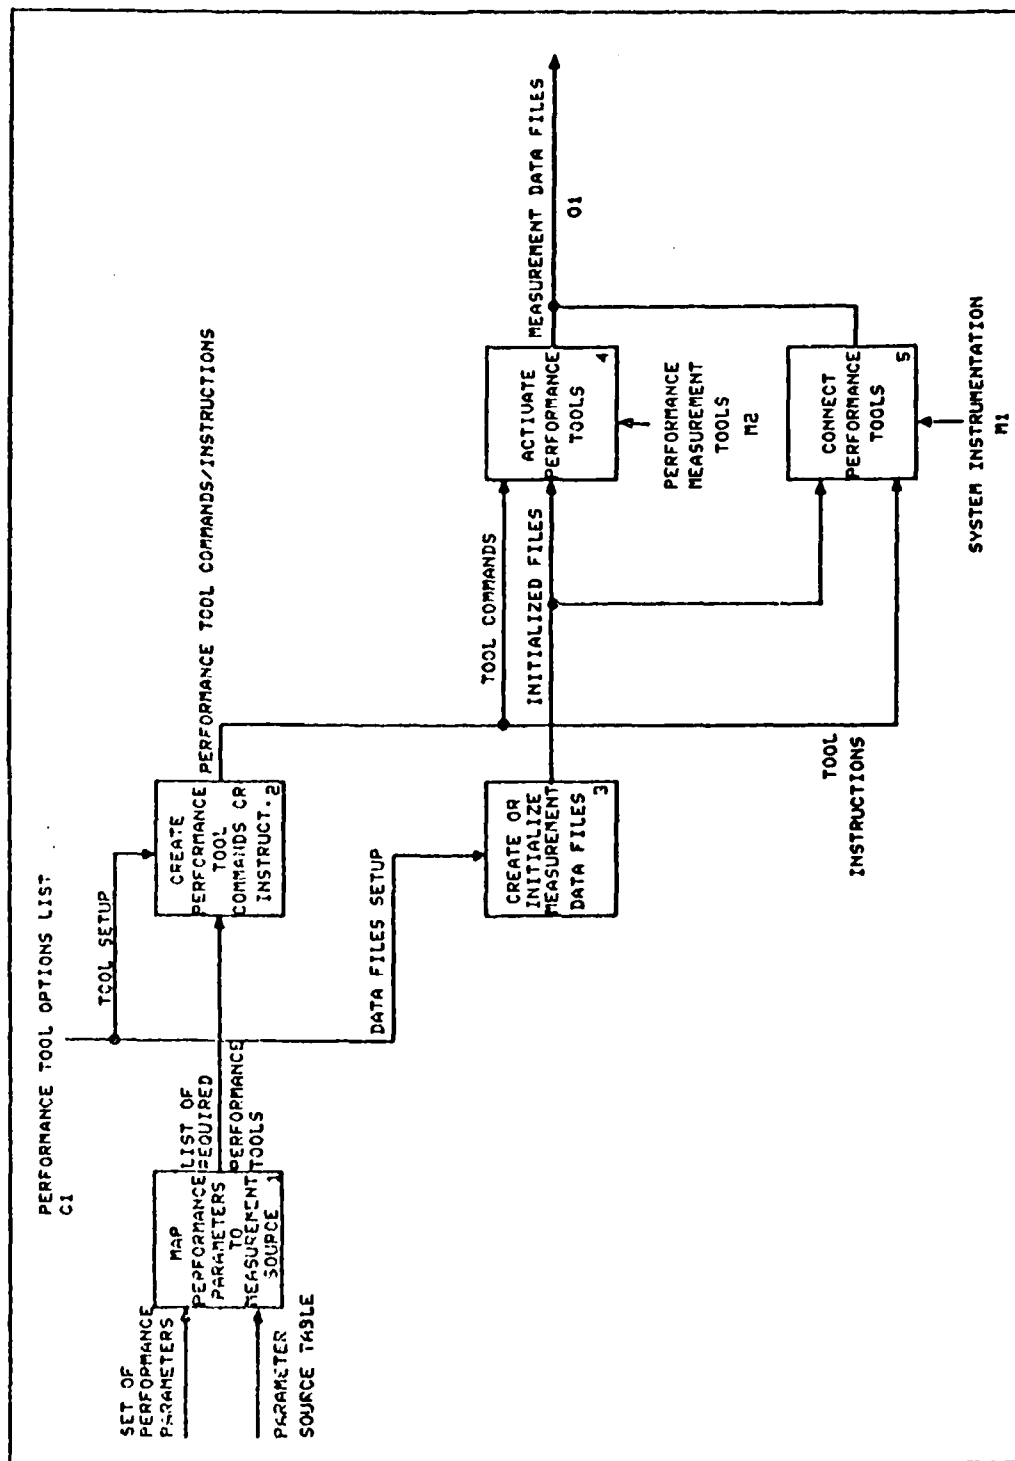 PERFORMANCE TOOL OPTIONS LIST
C1
TOOL SETUP
DATA FILES SETUP
SET OF
PERFORMANCE
PARAMETERS
PARAMETER
SOURCE TABLE
MAP
PERFORMANCE
PARAMETERS
TO
MEASUREMENT
SOURCE 1
LIST OF
REQUIRED
PERFORMANCE
TOOLS
CREATE
PERFORMANCE
TOOL
COMMANDS CR
INSTRUCT. 2
PERFORMANCE TOOL COMMANDS/INSTRUCTIONS
CREATE OR
INITIALIZE
MEASUREMENT
DATA FILES
3
TOOL COMMANDS
INITIALIZED FILES
TOOL
INSTRUCTIONS
ACTIVATE
PERFORMANCE
TOOLS
4
PERFORMANCE
MEASUREMENT
TOOLS
M2
CONNECT
PERFORMANCE
TOOLS
5
SYSTEM INSTRUMENTATION
M1
MEASUREMENT DATA FILES
O1